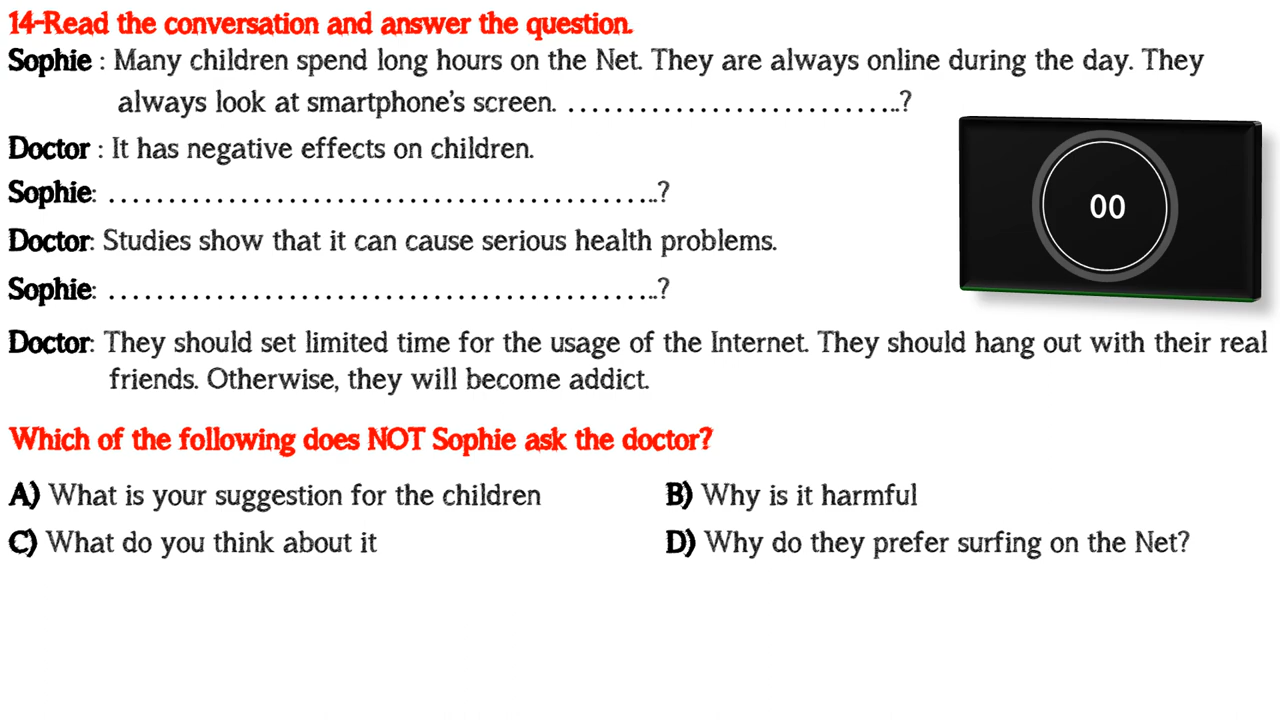 14-Read the conversation and answer the question.
Sophie : Many children spend long hours on the Net. They are always online during the day. They
always look at smartphone's screen. ..............................?
Doctor : It has negative effects on children.
Sophie: ................................................?
Doctor: Studies show that it can cause serious health problems.
Sophie: ................................................?
Doctor: They should set limited time for the usage of the Internet. They should hang out with their real
friends. Otherwise, they will become addict.
00
Which of the following does NOT Sophie ask the doctor?
A) What is your suggestion for the children
B) Why is it harmful
C) What do you think about it
D) Why do they prefer surfing on the Net?